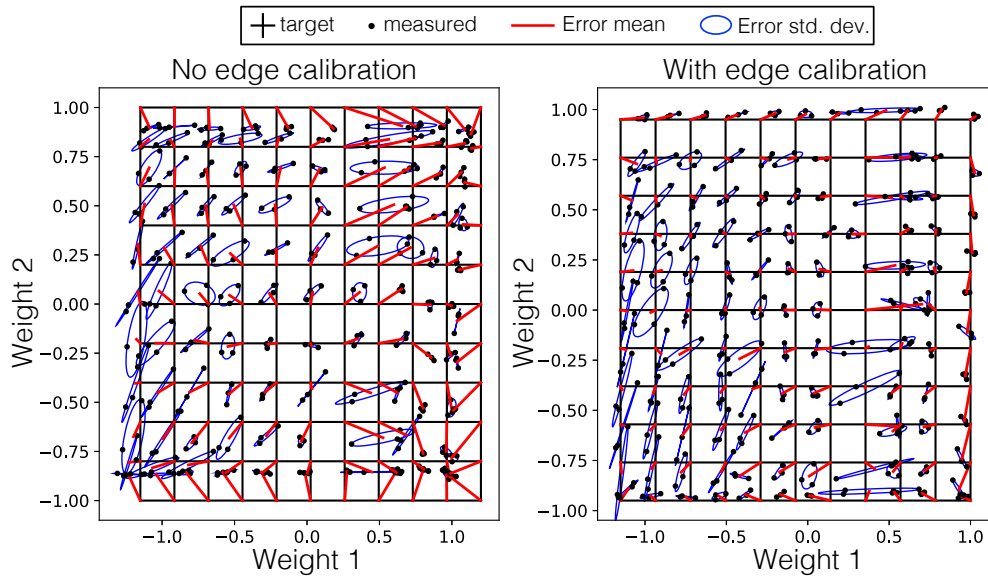 target measured Error mean Error std. dev.
No edge calibration
With edge calibration
Weight 2
1.00
0.75
0.50
0.25
0.00
−0.25
−0.50
−0.75
−1.00
−1.0 −0.5 0.0 0.5 1.0
Weight 1
Weight 2
1.00
0.75
0.50
0.25
0.00
−0.25
−0.50
−0.75
−1.00
−1.0 −0.5 0.0 0.5 1.0
Weight 1